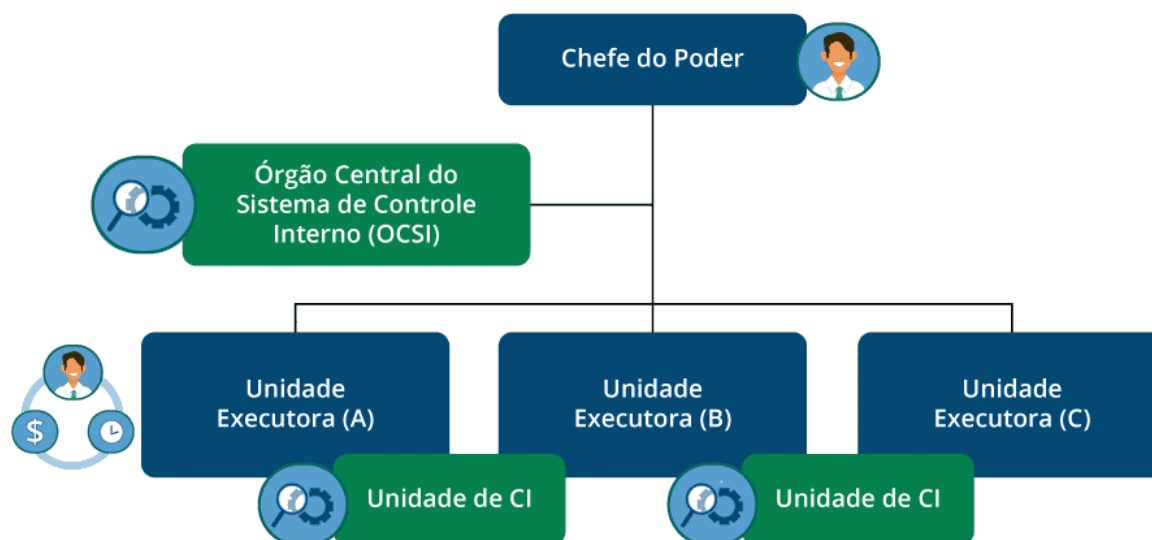 Chefe do Poder
Órgão Central do
Sistema de Controle
Interno (OCSI)
Unidade
Executora (A)
Unidade
Executora (B)
Unidade
Executora (C)
$
Unidade de CI
Unidade de CI